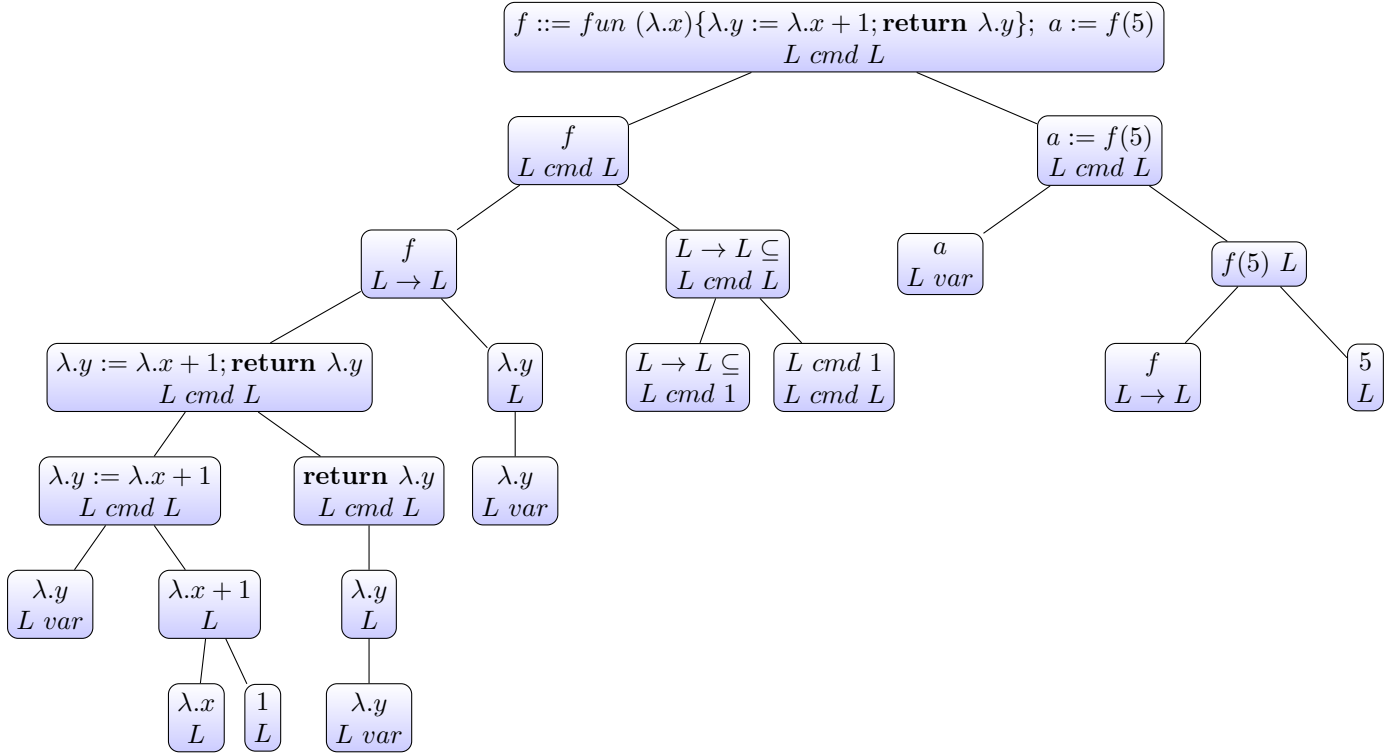 f ::= fun (λ.x){λ.y := λ.x + 1; return λ.y}; a := f(5)
L cmd L
f
L cmd L
a := f(5)
L cmd L
f
L → L
L → L ⊆
L cmd L
a
L var
f(5) L
λ.y := λ.x + 1; return λ.y
L cmd L
λ.y
L
L → L ⊆
L cmd 1
L cmd 1
L cmd L
f
L → L
5
L
λ.y := λ.x + 1
L cmd L
return λ.y
L cmd L
λ.y
L var
λ.y
L var
λ.x + 1
L
λ.y
L
λ.x
L
1
L
λ.y
L var